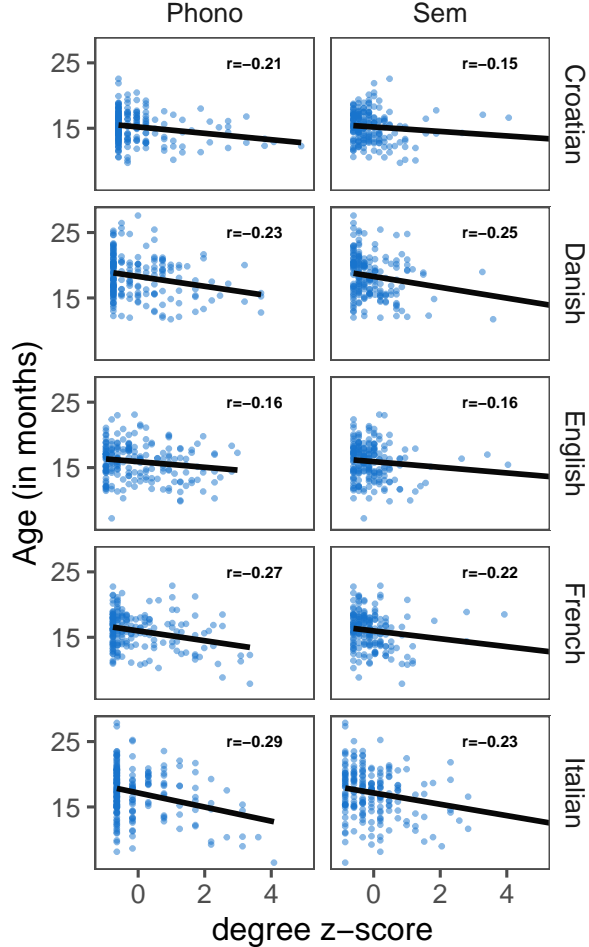 Phono Sem
25 15 r=−0.21 r=−0.15 Croatian
25 15 r=−0.23 r=−0.25 Danish
25 15 r=−0.16 r=−0.16 English
25 15 r=−0.27 r=−0.22 French
25 15 r=−0.29 r=−0.23 Italian
Age (in months)
0 2 4 0 2 4
degree z−score